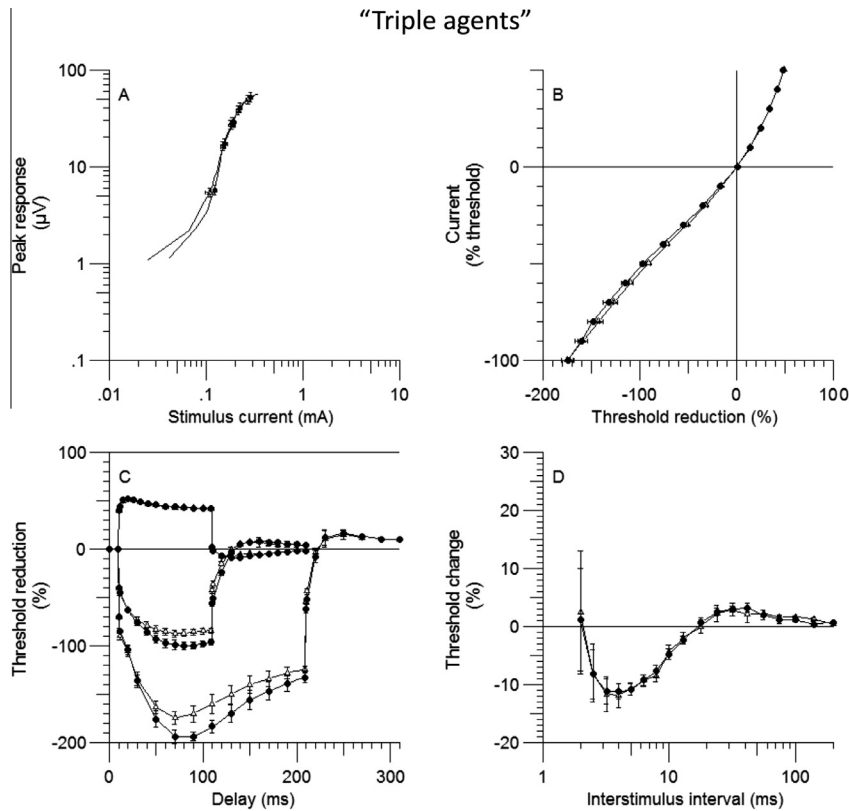 “Triple agents”
A
100
10
1
.1
.01
.1
1
10
Peak response
(µV)
Stimulus current (mA)
B
0
-100
-200
-100
0
100
Current
(% threshold)
Threshold reduction (%)
C
100
0
-100
-200
0
100
200
300
Threshold reduction
(%)
Delay (ms)
D
30
20
10
0
-10
-20
1
10
100
Threshold change
(%)
Interstimulus interval (ms)